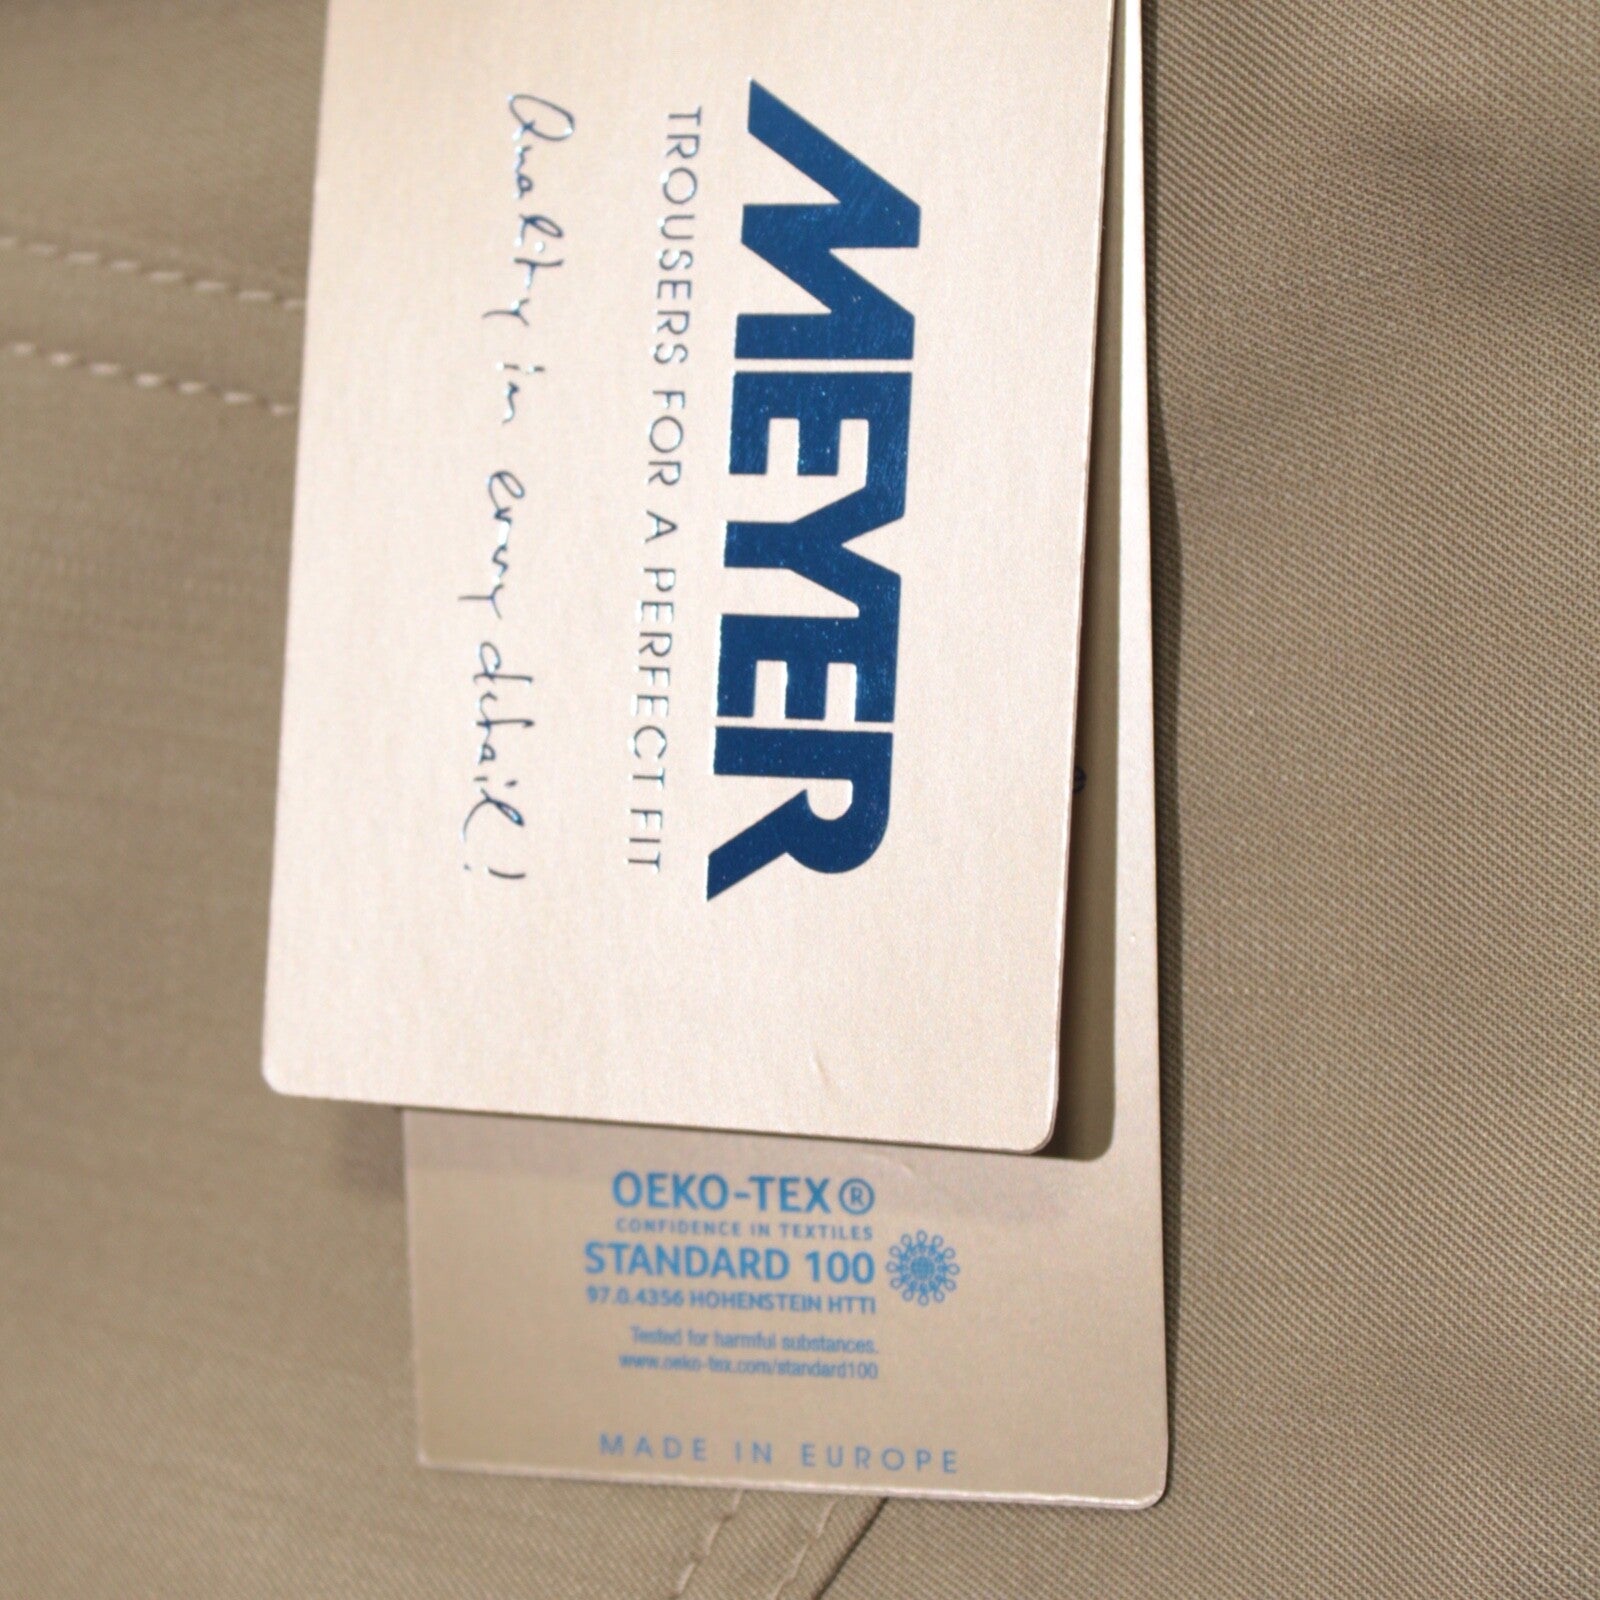 MEYER
TROUSERS FOR A PERFECT FIT
Quality in every detail!
e
OEKO-TEX®
CONFIDENCE IN TEXTILES
STANDARD 100
97.0.4356 HOHENSTEIN HTTI
Tested for harmful substances.
www.oeko-tex.com/standard100
MADE IN EUROPE